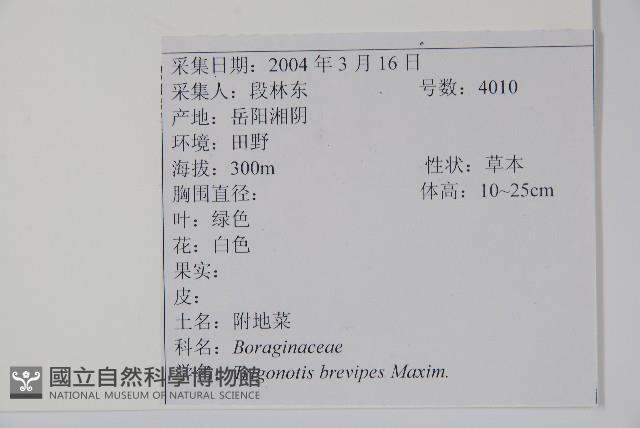 采集日期：2004 年 3 月 16 日
采集人：段林东 号数：4010
产地：岳阳湘阴
环境：田野
海拔：300m 性状：草本
胸围直径： 体高：10~25cm
叶：绿色
花：白色
果实：
皮：
土名：附地菜
科名：Boraginaceae
brevipes Maxim.
國立自然科學博物館
NATIONAL MUSEUM OF NATURAL SCIENCE